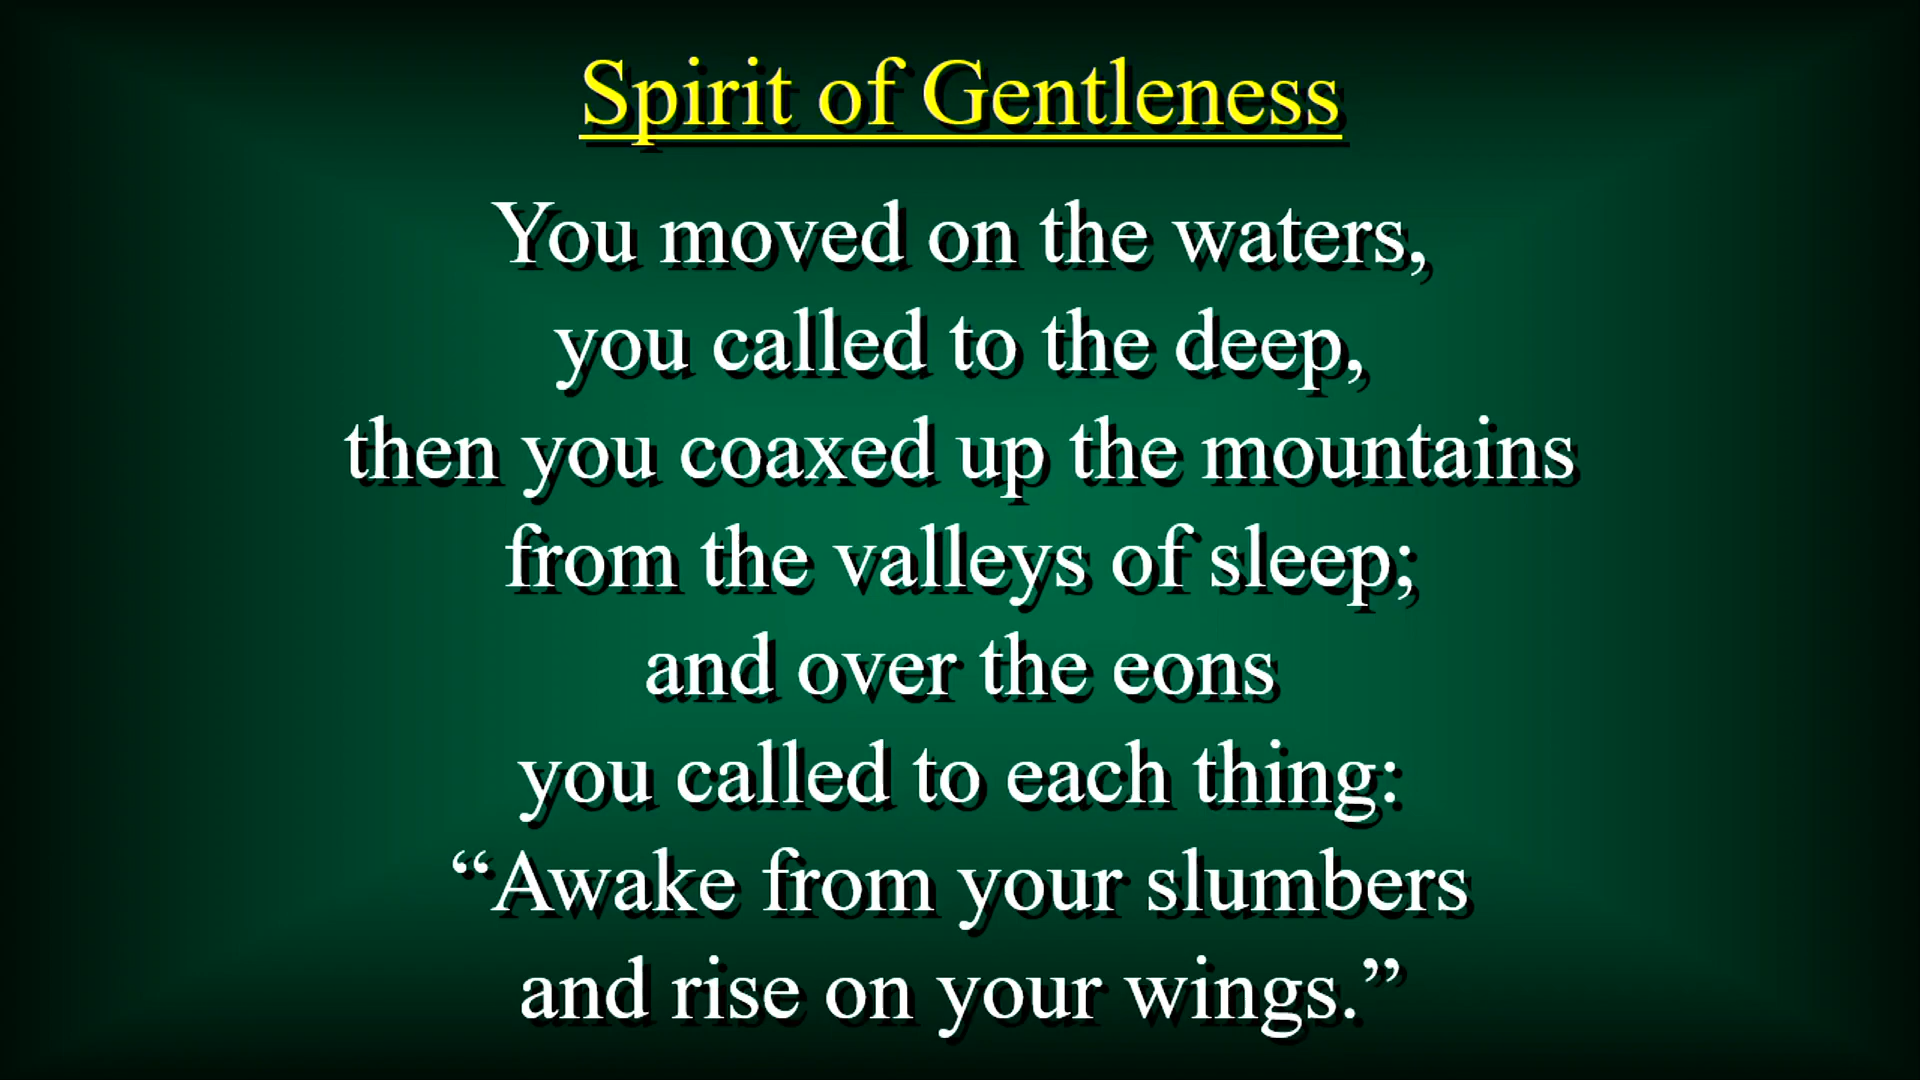 Spirit of Gentleness
You moved on the waters,
you called to the deep,
then you coaxed up the mountains
from the valleys of sleep;
and over the eons
you called to each thing:
“Awake from your slumbers
and rise on your wings.”